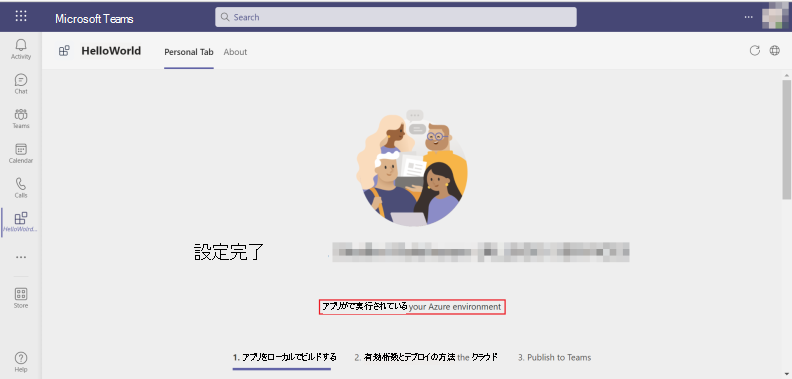 Microsoft Teams
Search
HelloWorld
Personal Tab
About
Activity
Chat
Teams
Calendar
Calls
HelloWolrd...
Store
Help
設定完了
アプリがで実行されている your Azure environment
1. アプリをローカルでビルドする
2. 有効桁数とデプロイの方法 the クラウド
3. Publish to Teams